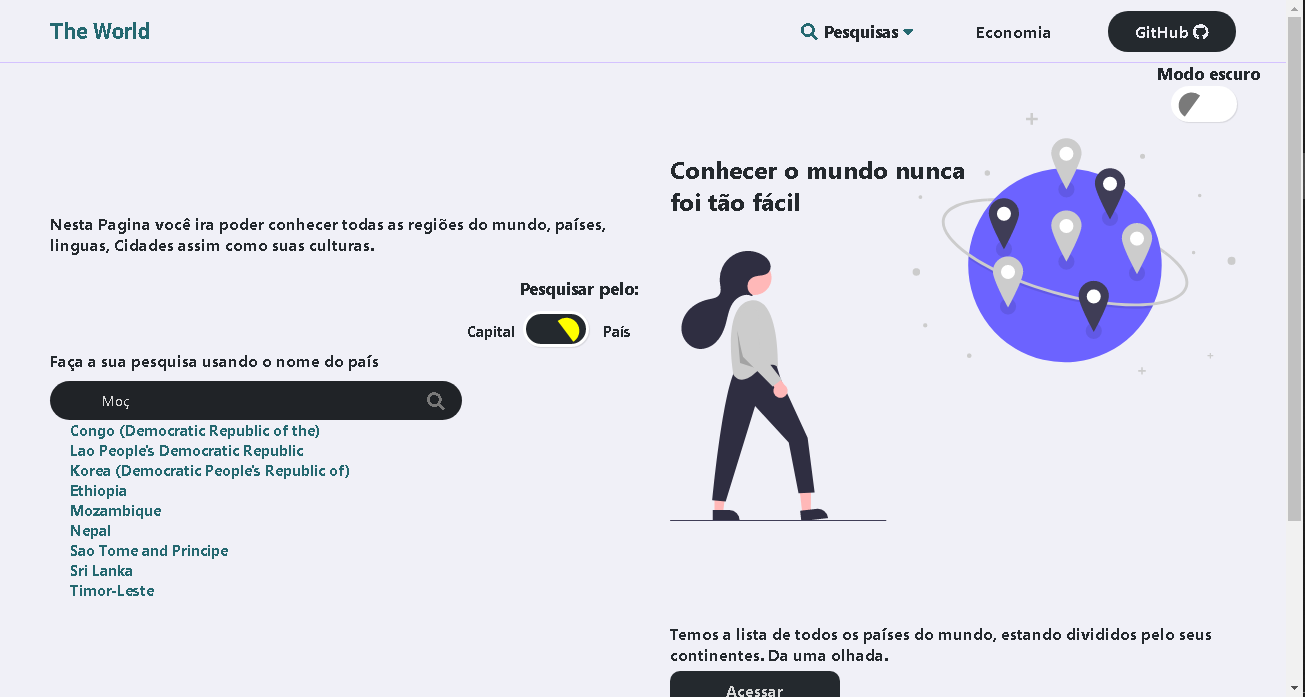 The World
Pesquisas
Economia
GitHub
Modo escuro
Nesta Pagina você ira poder conhecer todas as regiões do mundo, países,
linguas, Cidades assim como suas culturas.
Pesquisar pelo:
Capital
País
Faça a sua pesquisa usando o nome do país
Moç
Congo (Democratic Republic of the)
Lao People's Democratic Republic
Korea (Democratic People's Republic of)
Ethiopia
Mozambique
Nepal
Sao Tome and Principe
Sri Lanka
Timor-Leste
Conhecer o mundo nunca
foi tão fácil
Temos a lista de todos os países do mundo, estando divididos pelo seus
continentes. Da uma olhada.
Acessar